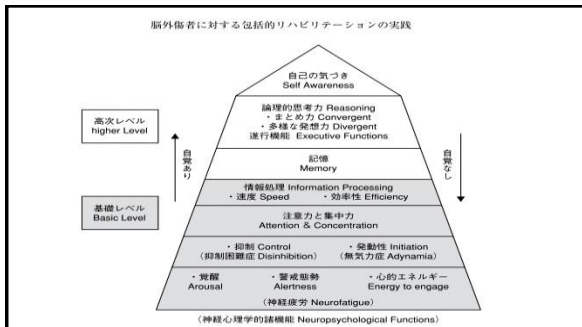 脳外傷者に対する包括的リハビリテーションの実践
自己の気づき
Self Awareness
論理的思考力 Reasoning
・まとめ力 Convergent
・多様な発想力 Divergent
遂行機能 Executive Functions
高次レベル
higher Level
自覚あり
自覚なし
記憶
Memory
情報処理 Information Processing
・速度 Speed ・効率性 Efficiency
基礎レベル
Basic Level
注意力と集中力
Attention & Concentration
・抑制 Control ・発動性 Initiation
(抑制困難症 Disinhibition) (無気力症 Adynamia)
・覚醒 ・警戒態勢 ・心的エネルギー
Arousal Alertness Energy to engage
(神経疲労 Neurofatigue)
(神経心理学的諸機能 Neuropsychological Functions)